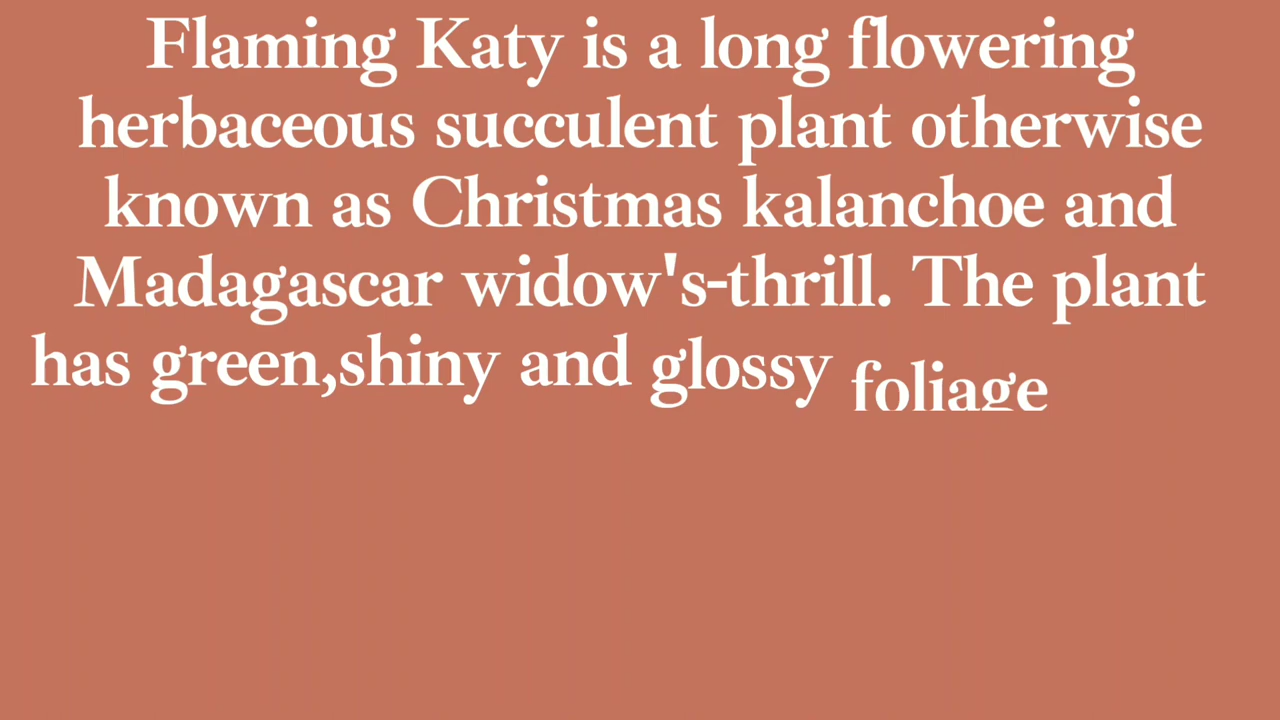 Flaming Katy is a long flowering
herbaceous succulent plant otherwise
known as Christmas kalanchoe and
Madagascar widow's-thrill. The plant
has green,shiny and glossy foliage